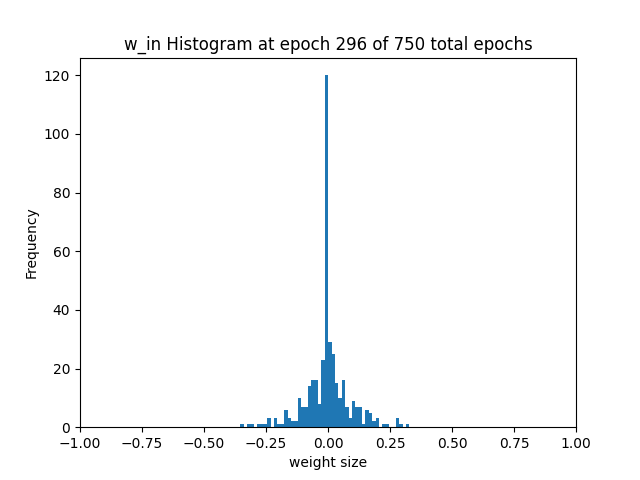 w_in Histogram at epoch 296 of 750 total epochs
Frequency
120
100
80
60
40
20
0
−1.00 −0.75 −0.50 −0.25 0.00 0.25 0.50 0.75 1.00
weight size